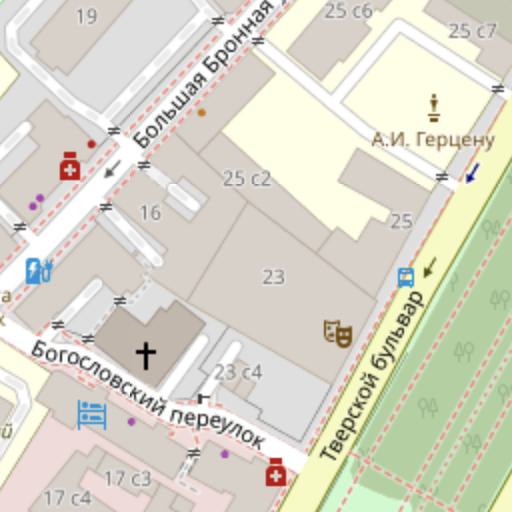 19
25 с6
25 с7
Большая Бронная
А.И. Герцену
25 с2
16
25
23
23 с4
Богословский переулок
Тверской бульвар
17 с3
17 с4